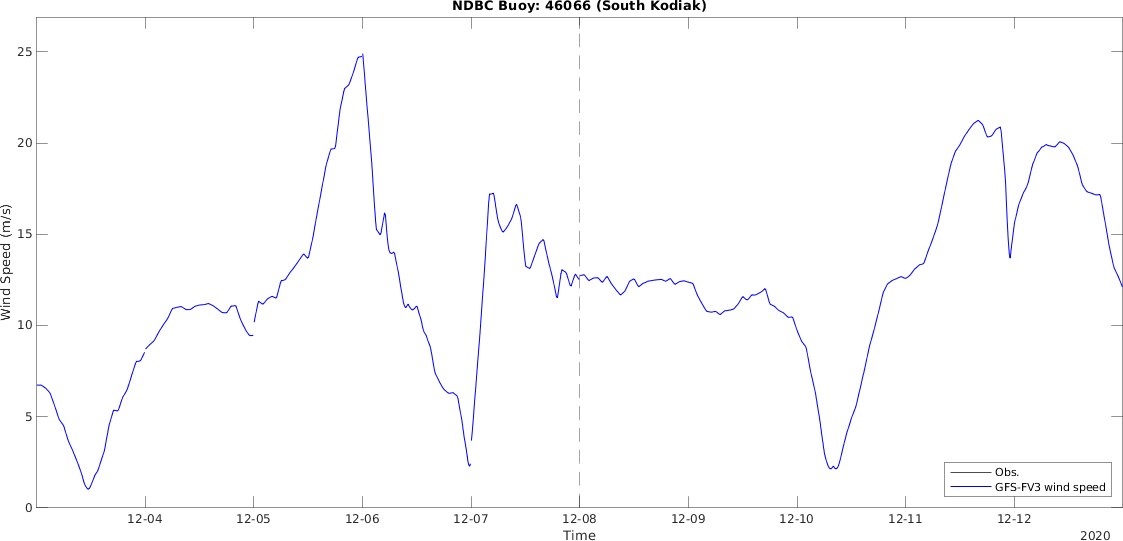 NDBC Buoy: 46066 (South Kodiak)
25
20
15
10
5
0
Wind Speed (m/s)
12-04 12-05 12-06 12-07 12-08 12-09 12-10 12-11 12-12
Time
2020
Obs.
GFS-FV3 wind speed